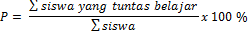 P = ∑ siswa yang tuntas belajar / ∑ siswa x 100 %